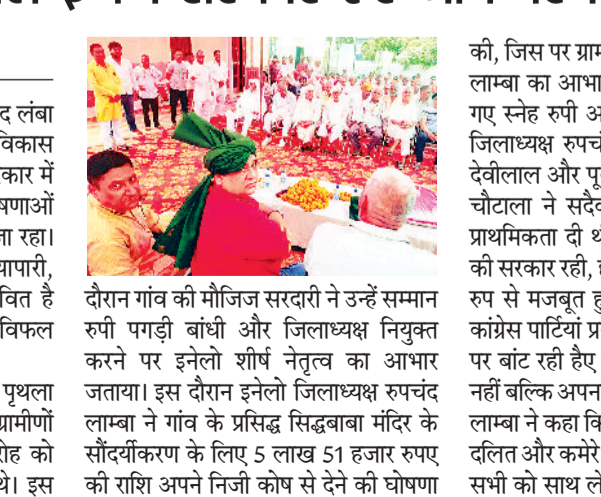 द लंबा
विकास
कार में
षणाओं
जा रहा।
यापारी,
वित है
विफल
पृथला
ग्रामीणों
रोह को
थे। इस
दौरान गांव की मौजिज सरदारी ने उन्हें सम्मान
रुपी पगड़ी बांधी और जिलाध्यक्ष नियुक्त
करने पर इनेलो शीर्ष नेतृत्व का आभार
जताया। इस दौरान इनेलो जिलाध्यक्ष रुपचंद
लाम्बा ने गांव के प्रसिद्ध सिद्धबाबा मंदिर के
सौंदर्यीकरण के लिए 5 लाख 51 हजार रुपए
की राशि अपने निजी कोष से देने की घोषणा
की, जिस पर ग्राम
लाम्बा का आभा
गए स्नेह रुपी अ
जिलाध्यक्ष रुपचं
देवीलाल और पू
चौटाला ने सदैव
प्राथमिकता दी थ
की सरकार रही, ह
रुप से मजबूत हु
कांग्रेस पार्टियां प्र
पर बांट रही हैए
नहीं बल्कि अपन
लाम्बा ने कहा कि
दलित और कमेरे
सभी को साथ ले